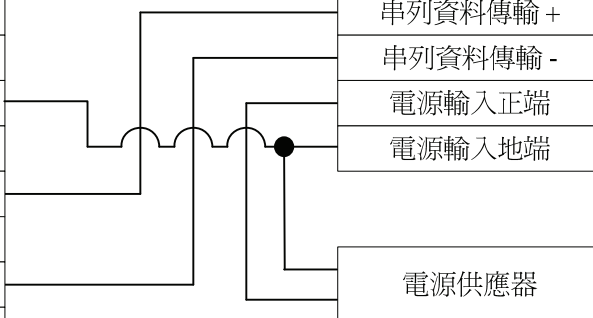 串列資料傳輸 +
串列資料傳輸 -
電源輸入正端
電源輸入地端
電源供應器